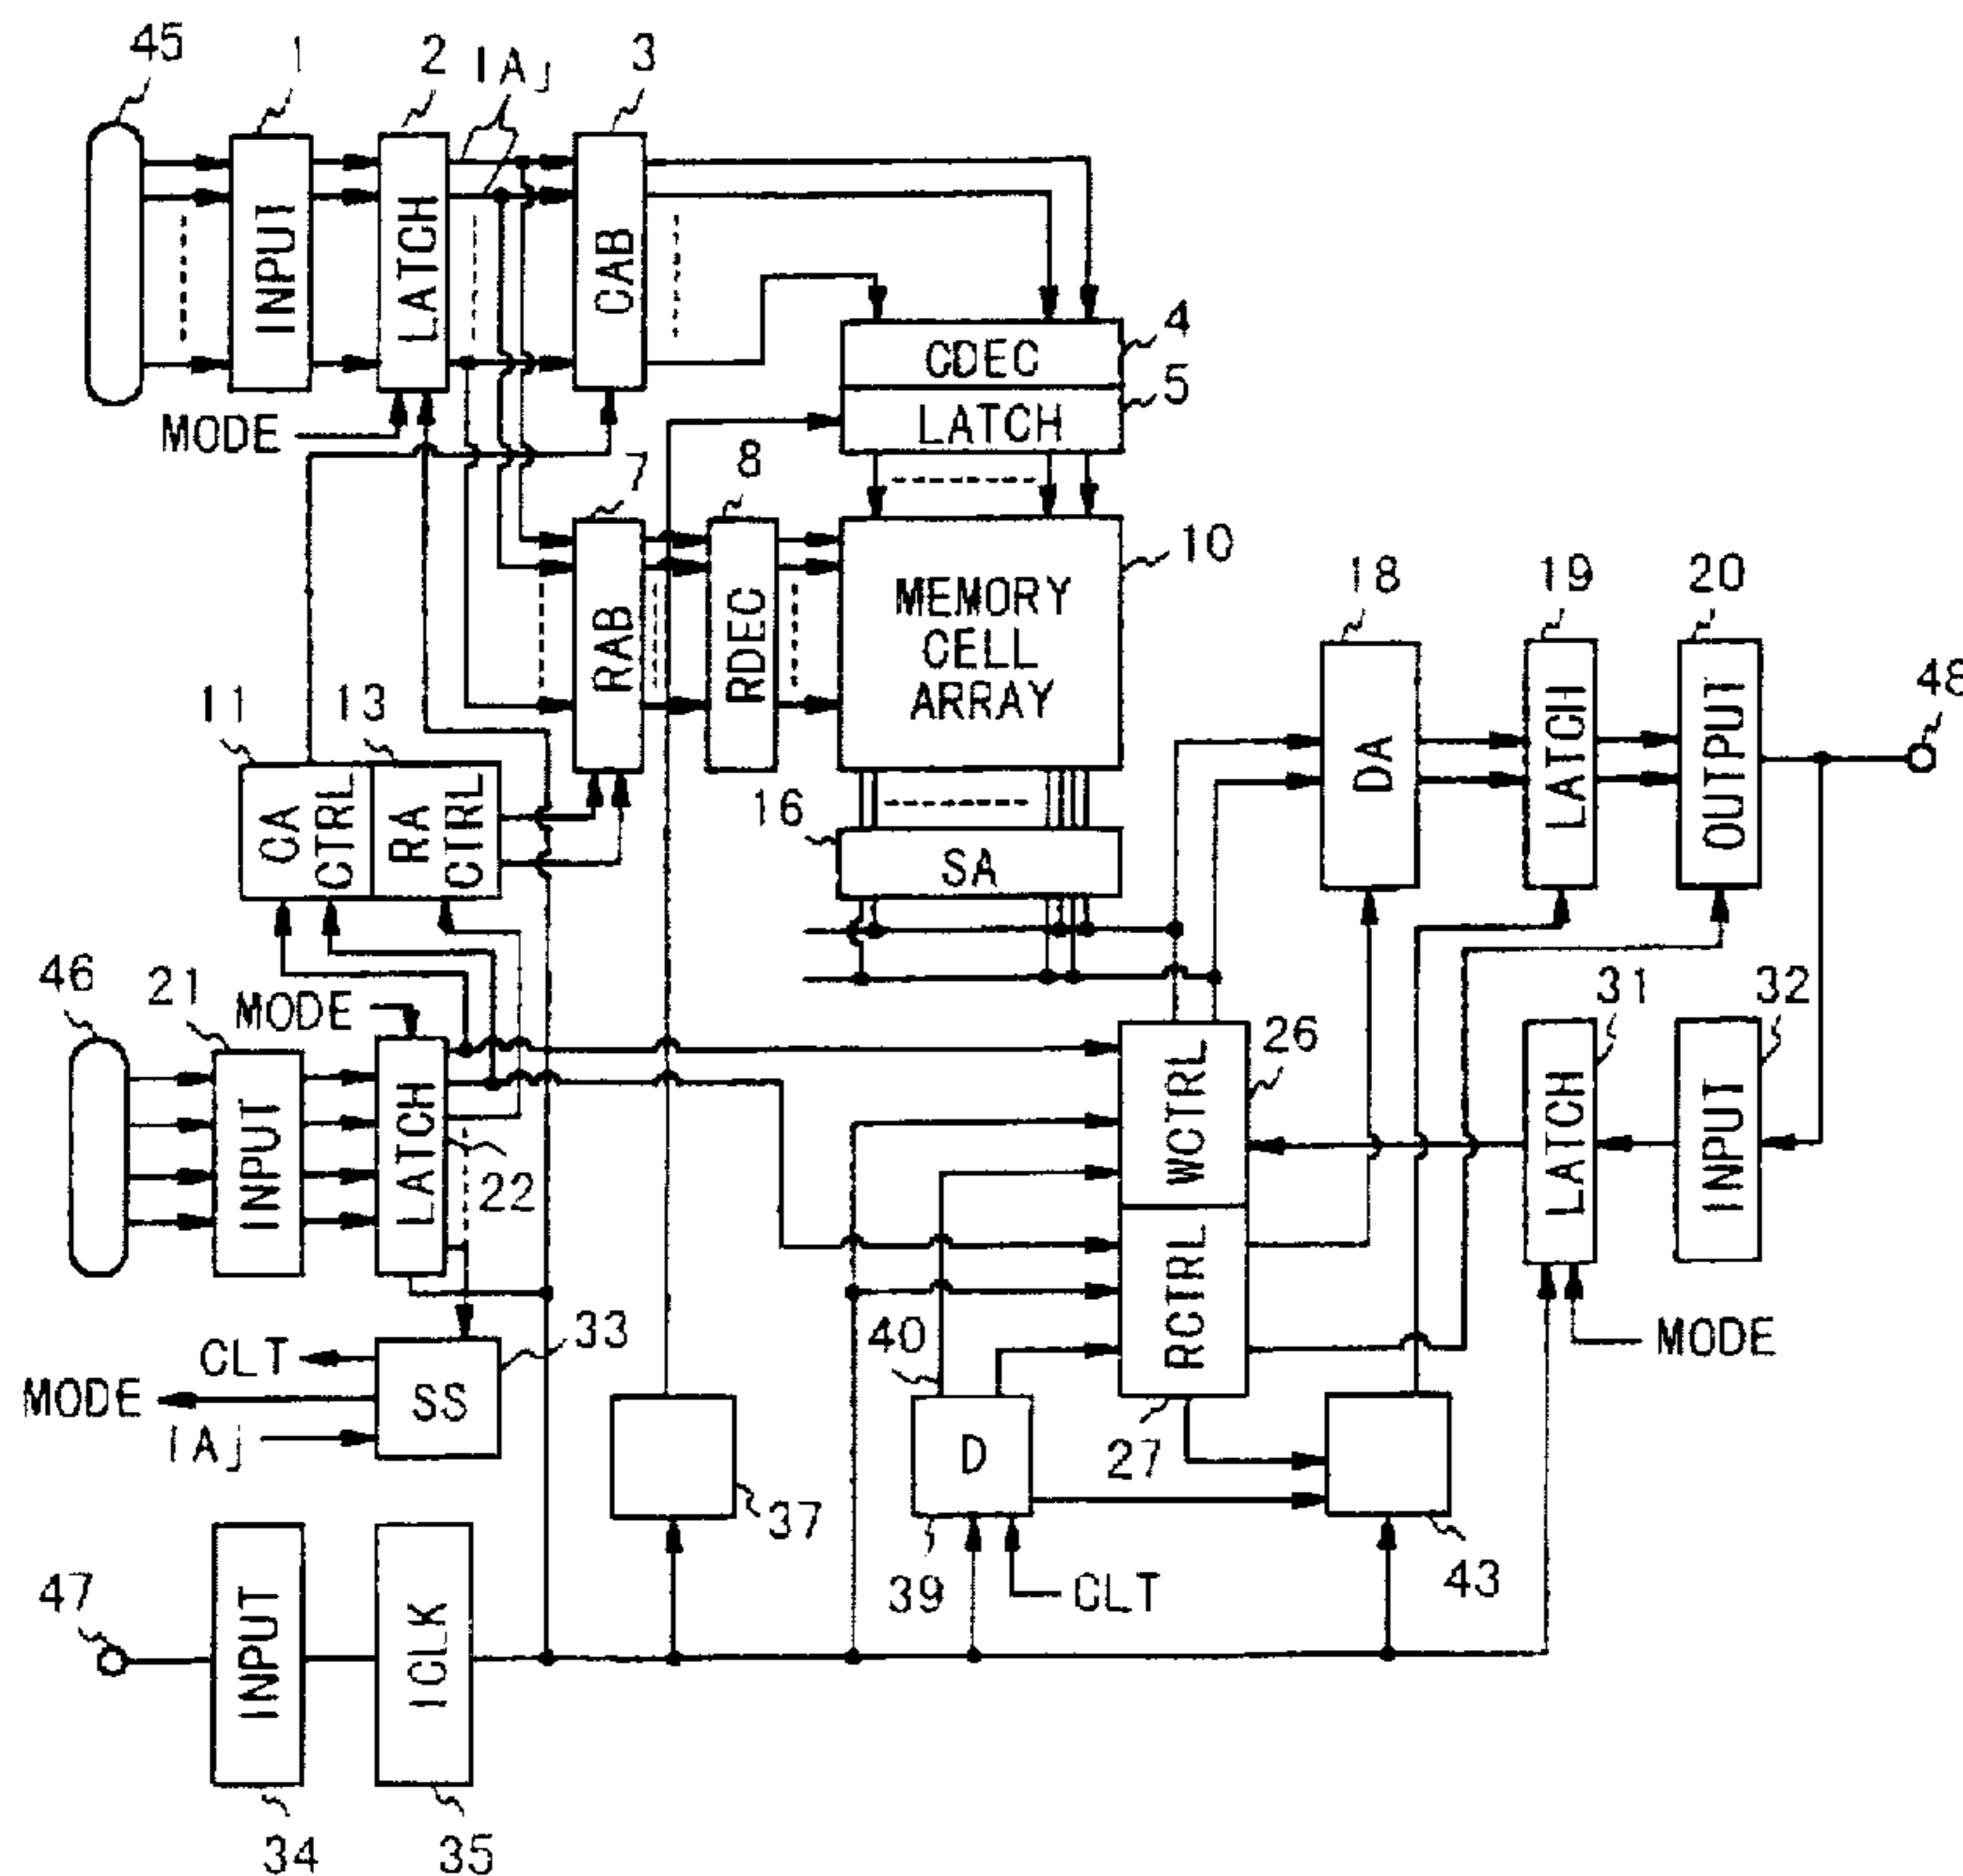 45 1 2 IAj 3
INPUT
LATCH
CAB
MODE
CDEC 4
LATCH 5
7 8
RAB
RDEC
MEMORY
CELL
ARRAY
10
11 13
CA
CTRL
RA
CTRL
16
SA
18 19 20
DA
LATCH
OUTPUT
48
46 21
MODE
INPUT
LATCH
22
WCTRL
26
RCTRL
27
31 32
LATCH
INPUT
MODE
CLT
MODE
IAj
SS
33
37
40
D
39
CLT
43
47
INPUT
ICLK
34 35